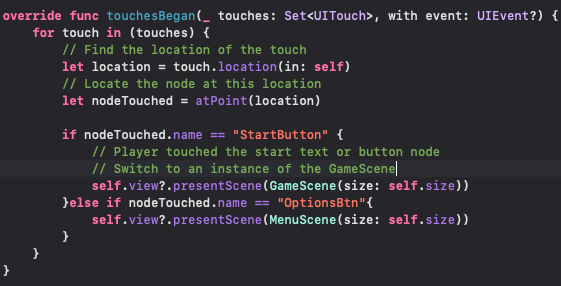 override func touchesBegan(_ touches: Set<UITouch>, with event: UIEvent?) {
    for touch in (touches) {
        // Find the location of the touch
        let location = touch.location(in: self)
        // Locate the node at this location
        let nodeTouched = atPoint(location)

        if nodeTouched.name == "StartButton" {
            // Player touched the start text or button node
            // Switch to an instance of the GameScene
            self.view?.presentScene(GameScene(size: self.size))
        }else if nodeTouched.name == "OptionsBtn"{
            self.view?.presentScene(MenuScene(size: self.size))
        }
    }
}